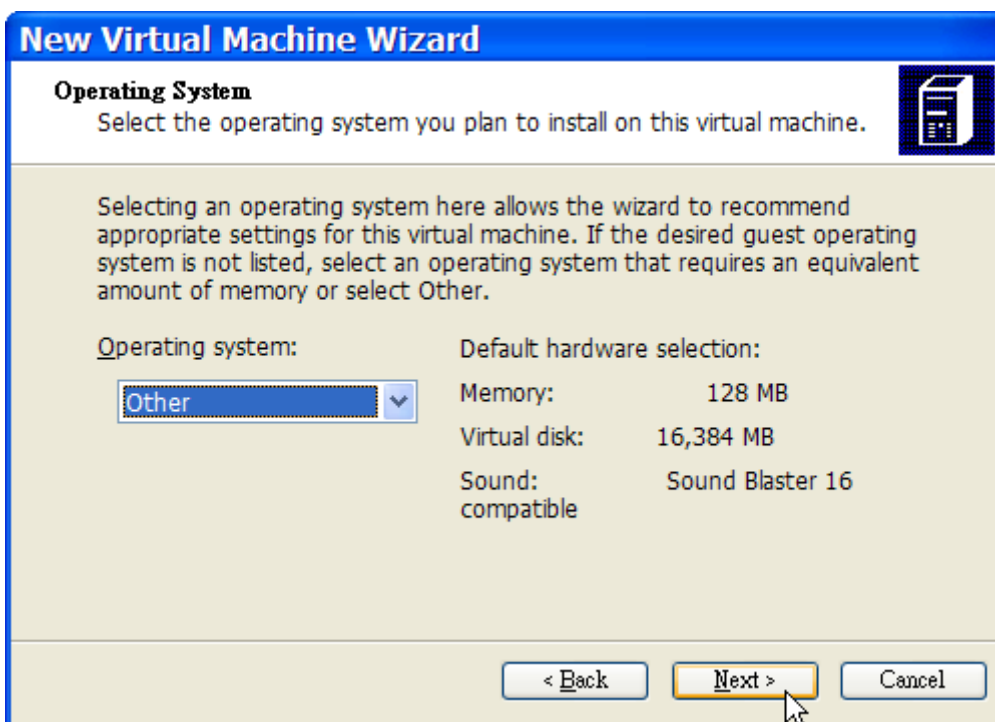 New Virtual Machine Wizard
Operating System
Select the operating system you plan to install on this virtual machine.
Selecting an operating system here allows the wizard to recommend
appropriate settings for this virtual machine. If the desired guest operating
system is not listed, select an operating system that requires an equivalent
amount of memory or select Other.
Operating system:
Other
Default hardware selection:
Memory: 128 MB
Virtual disk: 16,384 MB
Sound: Sound Blaster 16
compatible
< Back Next > Cancel